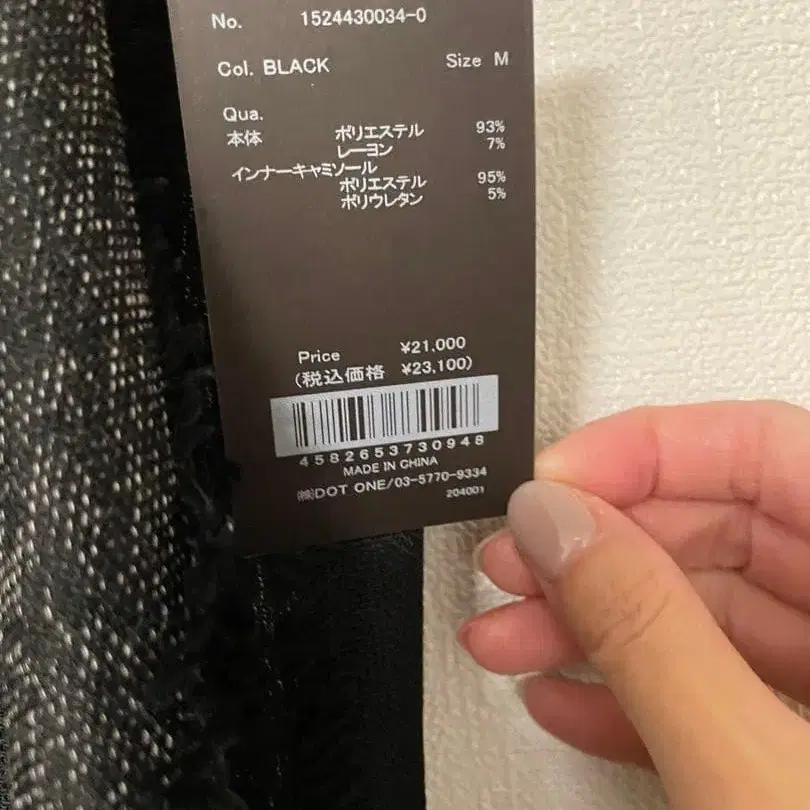 No. 1524430034-0
Col. BLACK Size M
Qua.
本体 ポリエステル 93%
レーヨン 7%
インナーキャミソール
ポリエステル 95%
ポリウレタン 5%
Price ¥21,000
(税込価格 ¥23,100)
4582653730948
MADE IN CHINA
㈱DOT ONE/03-5770-9334
204001